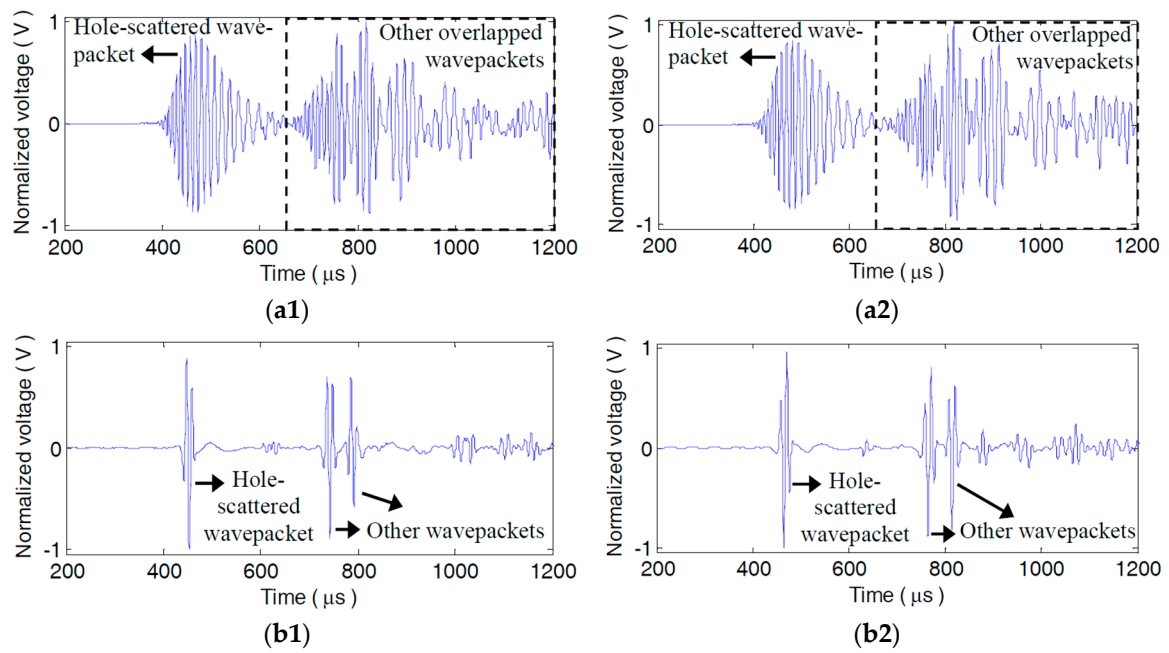 Normalized voltage ( V )
1
0
-1
Hole-scattered wave-
packet
Other overlapped
wavepackets
200 400 600 800 1000 1200
Time ( μs )
(a1)
Normalized voltage ( V )
1
0
-1
Hole-scattered wave-
packet
Other overlapped
wavepackets
200 400 600 800 1000 1200
Time ( μs )
(a2)
Normalized voltage ( V )
1
0
-1
Hole-
scattered
wavepacket
Other wavepackets
200 400 600 800 1000 1200
Time ( μs )
(b1)
Normalized voltage ( V )
1
0
-1
Hole-
scattered
wavepacket
Other wavepackets
200 400 600 800 1000 1200
Time ( μs )
(b2)